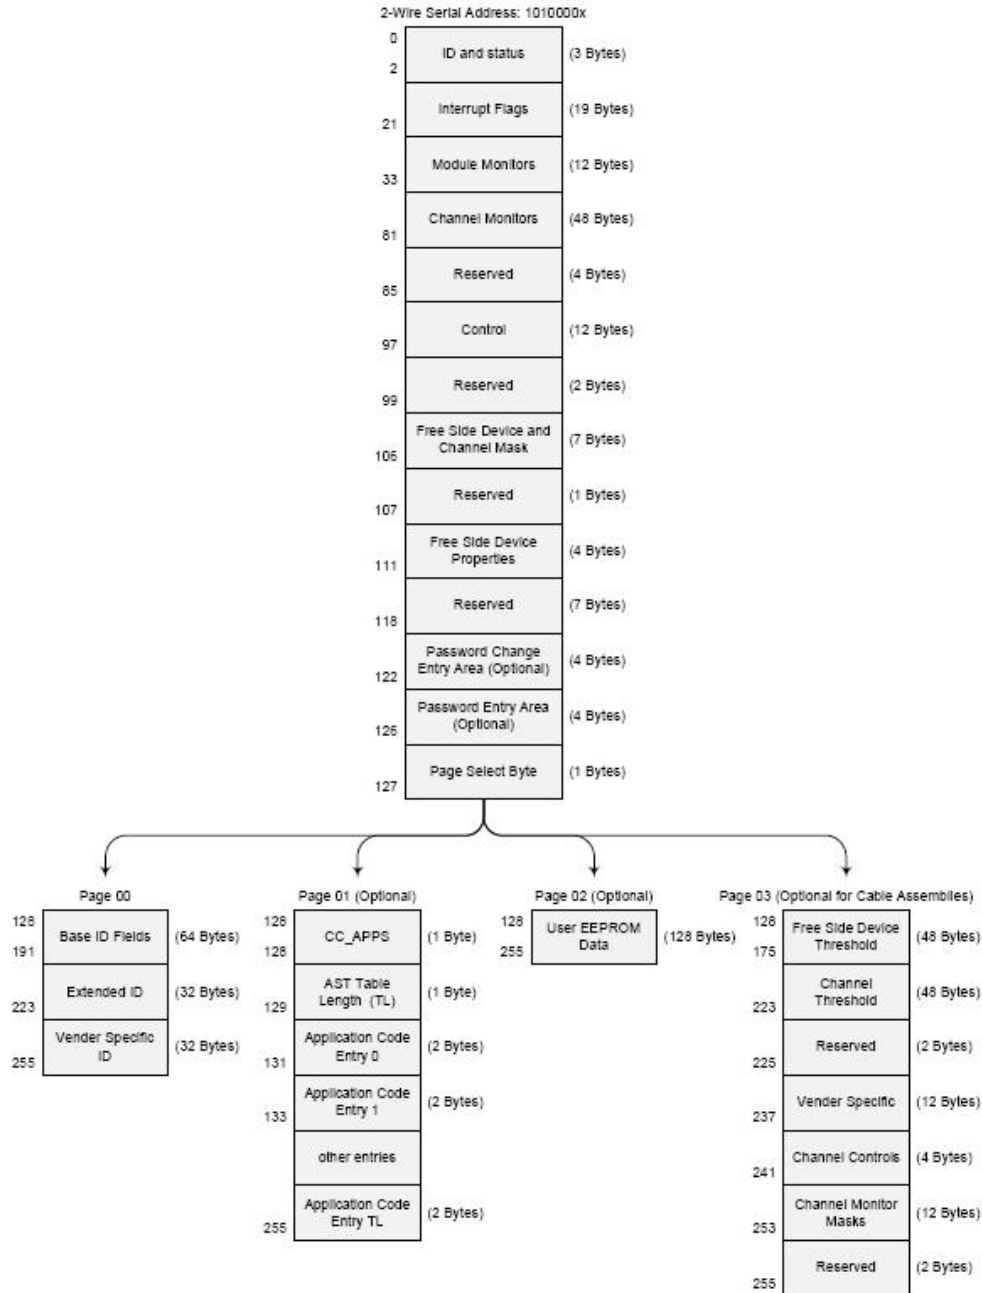 2-Wire Serial Address: 1010000x
0
ID and status
(3 Bytes)
2
Interrupt Flags
(19 Bytes)
21
Module Monitors
(12 Bytes)
33
Channel Monitors
(48 Bytes)
81
Reserved
(4 Bytes)
85
Control
(12 Bytes)
97
Reserved
(2 Bytes)
99
Free Side Device and
Channel Mask
(7 Bytes)
106
Reserved
(1 Bytes)
107
Free Side Device
Properties
(4 Bytes)
111
Reserved
(7 Bytes)
118
Password Change
Entry Area (Optional)
(4 Bytes)
122
Password Entry Area
(Optional)
(4 Bytes)
126
Page Select Byte
(1 Bytes)
127
Page 00
128
Base ID Fields
(64 Bytes)
191
Extended ID
(32 Bytes)
223
Vender Specific
ID
(32 Bytes)
255
Page 01 (Optional)
128
CC_APPS
(1 Byte)
128
AST Table
Length (TL)
(1 Byte)
129
Application Code
Entry 0
(2 Bytes)
131
Application Code
Entry 1
(2 Bytes)
133
other entries
Application Code
Entry TL
(2 Bytes)
255
Page 02 (Optional)
128
User EEPROM
Data
(128 Bytes)
255
Page 03 (Optional for Cable Assemblies)
128
Free Side Device
Threshold
(48 Bytes)
175
Channel
Threshold
(48 Bytes)
223
Reserved
(2 Bytes)
225
Vender Specific
(12 Bytes)
237
Channel Controls
(4 Bytes)
241
Channel Monitor
Masks
(12 Bytes)
253
Reserved
(2 Bytes)
255